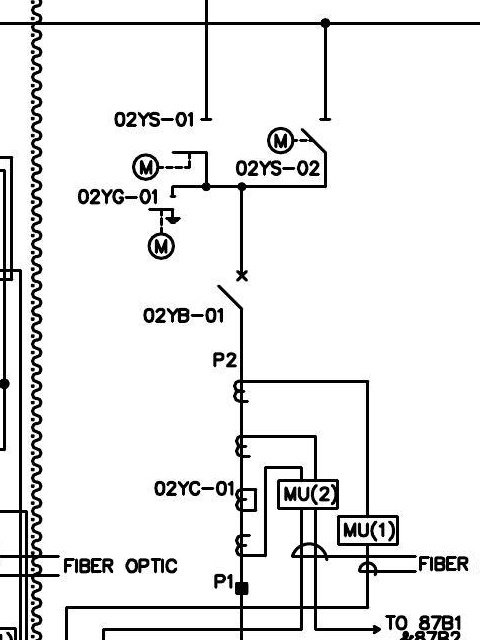 02YS-01
M
M
02YS-02
02YG-01
M
02YB-01
P2
02YC-01
MU(2)
MU(1)
FIBER OPTIC
FIBER
P1
TO 87B1
&87B2